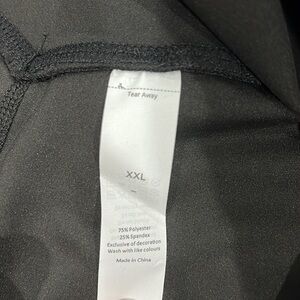 Tear Away
XXL
75% Polyester
25% Spandex
Exclusive of decoration
Wash with like colours
Made in China